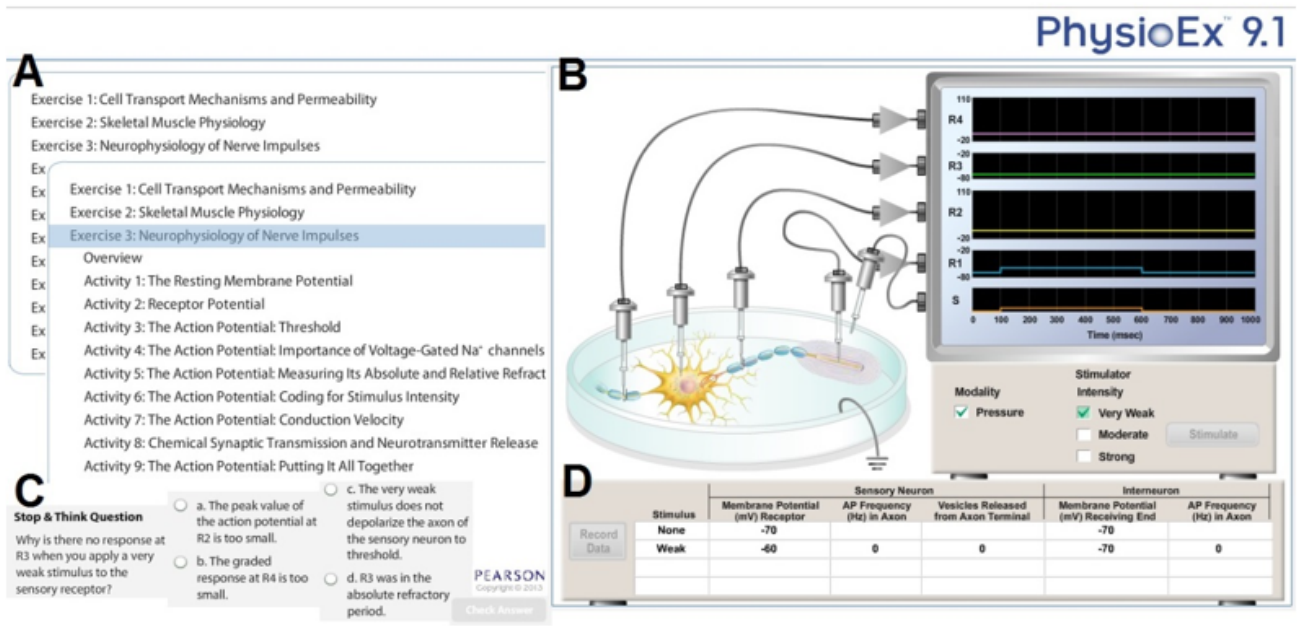 PhysioEx™ 9.1
A
Exercise 1: Cell Transport Mechanisms and Permeability
Exercise 2: Skeletal Muscle Physiology
Exercise 3: Neurophysiology of Nerve Impulses
Ex
Ex
Ex
Ex
Ex
Ex
Ex
Ex
Ex
Exercise 1: Cell Transport Mechanisms and Permeability
Exercise 2: Skeletal Muscle Physiology
Exercise 3: Neurophysiology of Nerve Impulses
Overview
Activity 1: The Resting Membrane Potential
Activity 2: Receptor Potential
Activity 3: The Action Potential: Threshold
Activity 4: The Action Potential: Importance of Voltage-Gated Na⁺ channels
Activity 5: The Action Potential: Measuring Its Absolute and Relative Refract
Activity 6: The Action Potential: Coding for Stimulus Intensity
Activity 7: The Action Potential: Conduction Velocity
Activity 8: Chemical Synaptic Transmission and Neurotransmitter Release
Activity 9: The Action Potential: Putting It All Together
B
110
R4
-20
-20
R3
-80
110
R2
-20
-20
R1
-80
S
0 100 200 300 400 500 600 700 800 900 1000
Time (msec)
Stimulator
Modality
Intensity
Pressure
Very Weak
Moderate
Strong
Stimulate
C
Stop & Think Question
Why is there no response at
R3 when you apply a very
weak stimulus to the
sensory receptor?
a. The peak value of
the action potential at
R2 is too small.
b. The graded
response at R4 is too
small.
c. The very weak
stimulus does not
depolarize the axon of
the sensory neuron to
threshold.
d. R3 was in the
absolute refractory
period.
PEARSON
Copyright © 2013
Check Answer
D
Record
Data
Sensory Neuron
Interneuron
Stimulus
Membrane Potential
(mV) Receptor
AP Frequency
(Hz) in Axon
Vesicles Released
from Axon Terminal
Membrane Potential
(mV) Receiving End
AP Frequency
(Hz) in Axon
None -70 -70
Weak -60 0 0 -70 0